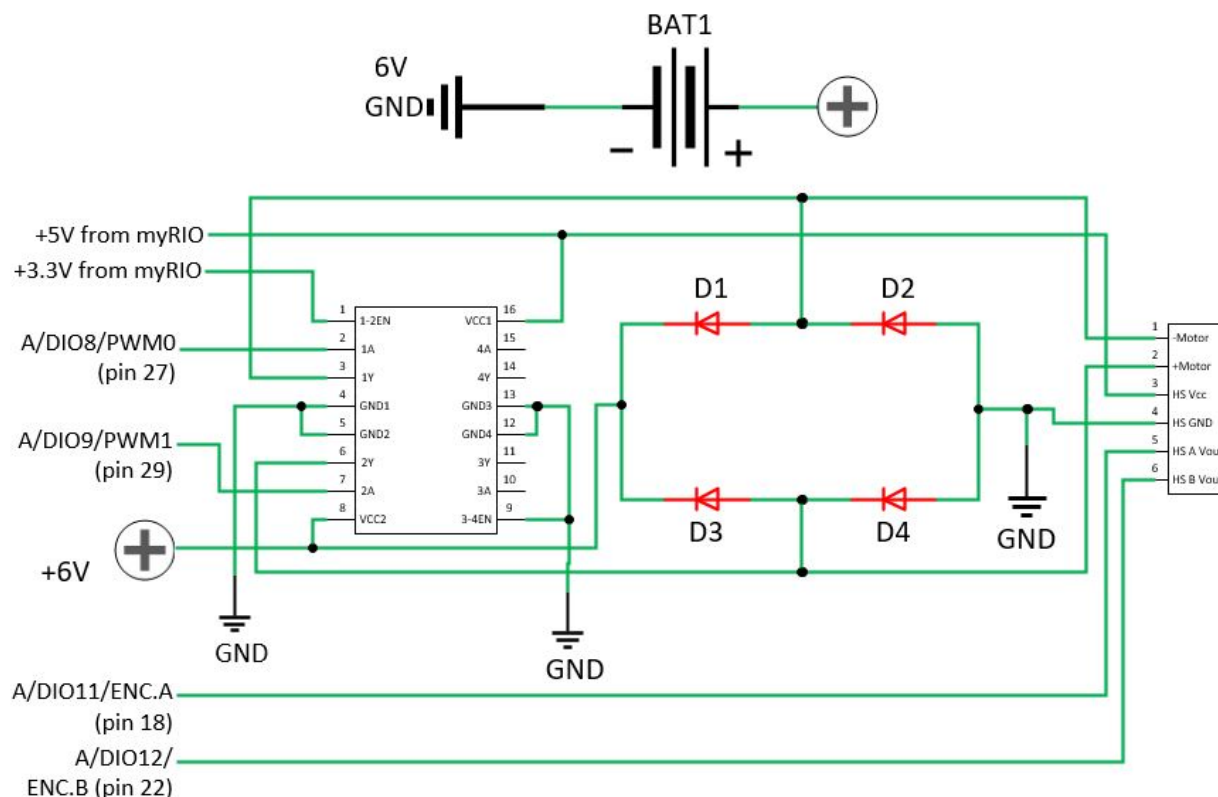 BAT1
6V
GND
-
+
+5V from myRIO
+3.3V from myRIO
A/DIO8/PWM0
(pin 27)
A/DIO9/PWM1
(pin 29)
+6V
1 1-2EN VCC1 16
2 1A 4A 15
3 1Y 4Y 14
4 GND1 GND3 13
5 GND2 GND4 12
6 2Y 3Y 11
7 2A 3A 10
8 VCC2 3-4EN 9
D1
D2
D3
D4
1 -Motor
2 +Motor
3 HS Vcc
4 HS GND
5 HS A Vou
6 HS B Vou
GND
GND
GND
A/DIO11/ENC.A
(pin 18)
A/DIO12/
ENC.B (pin 22)